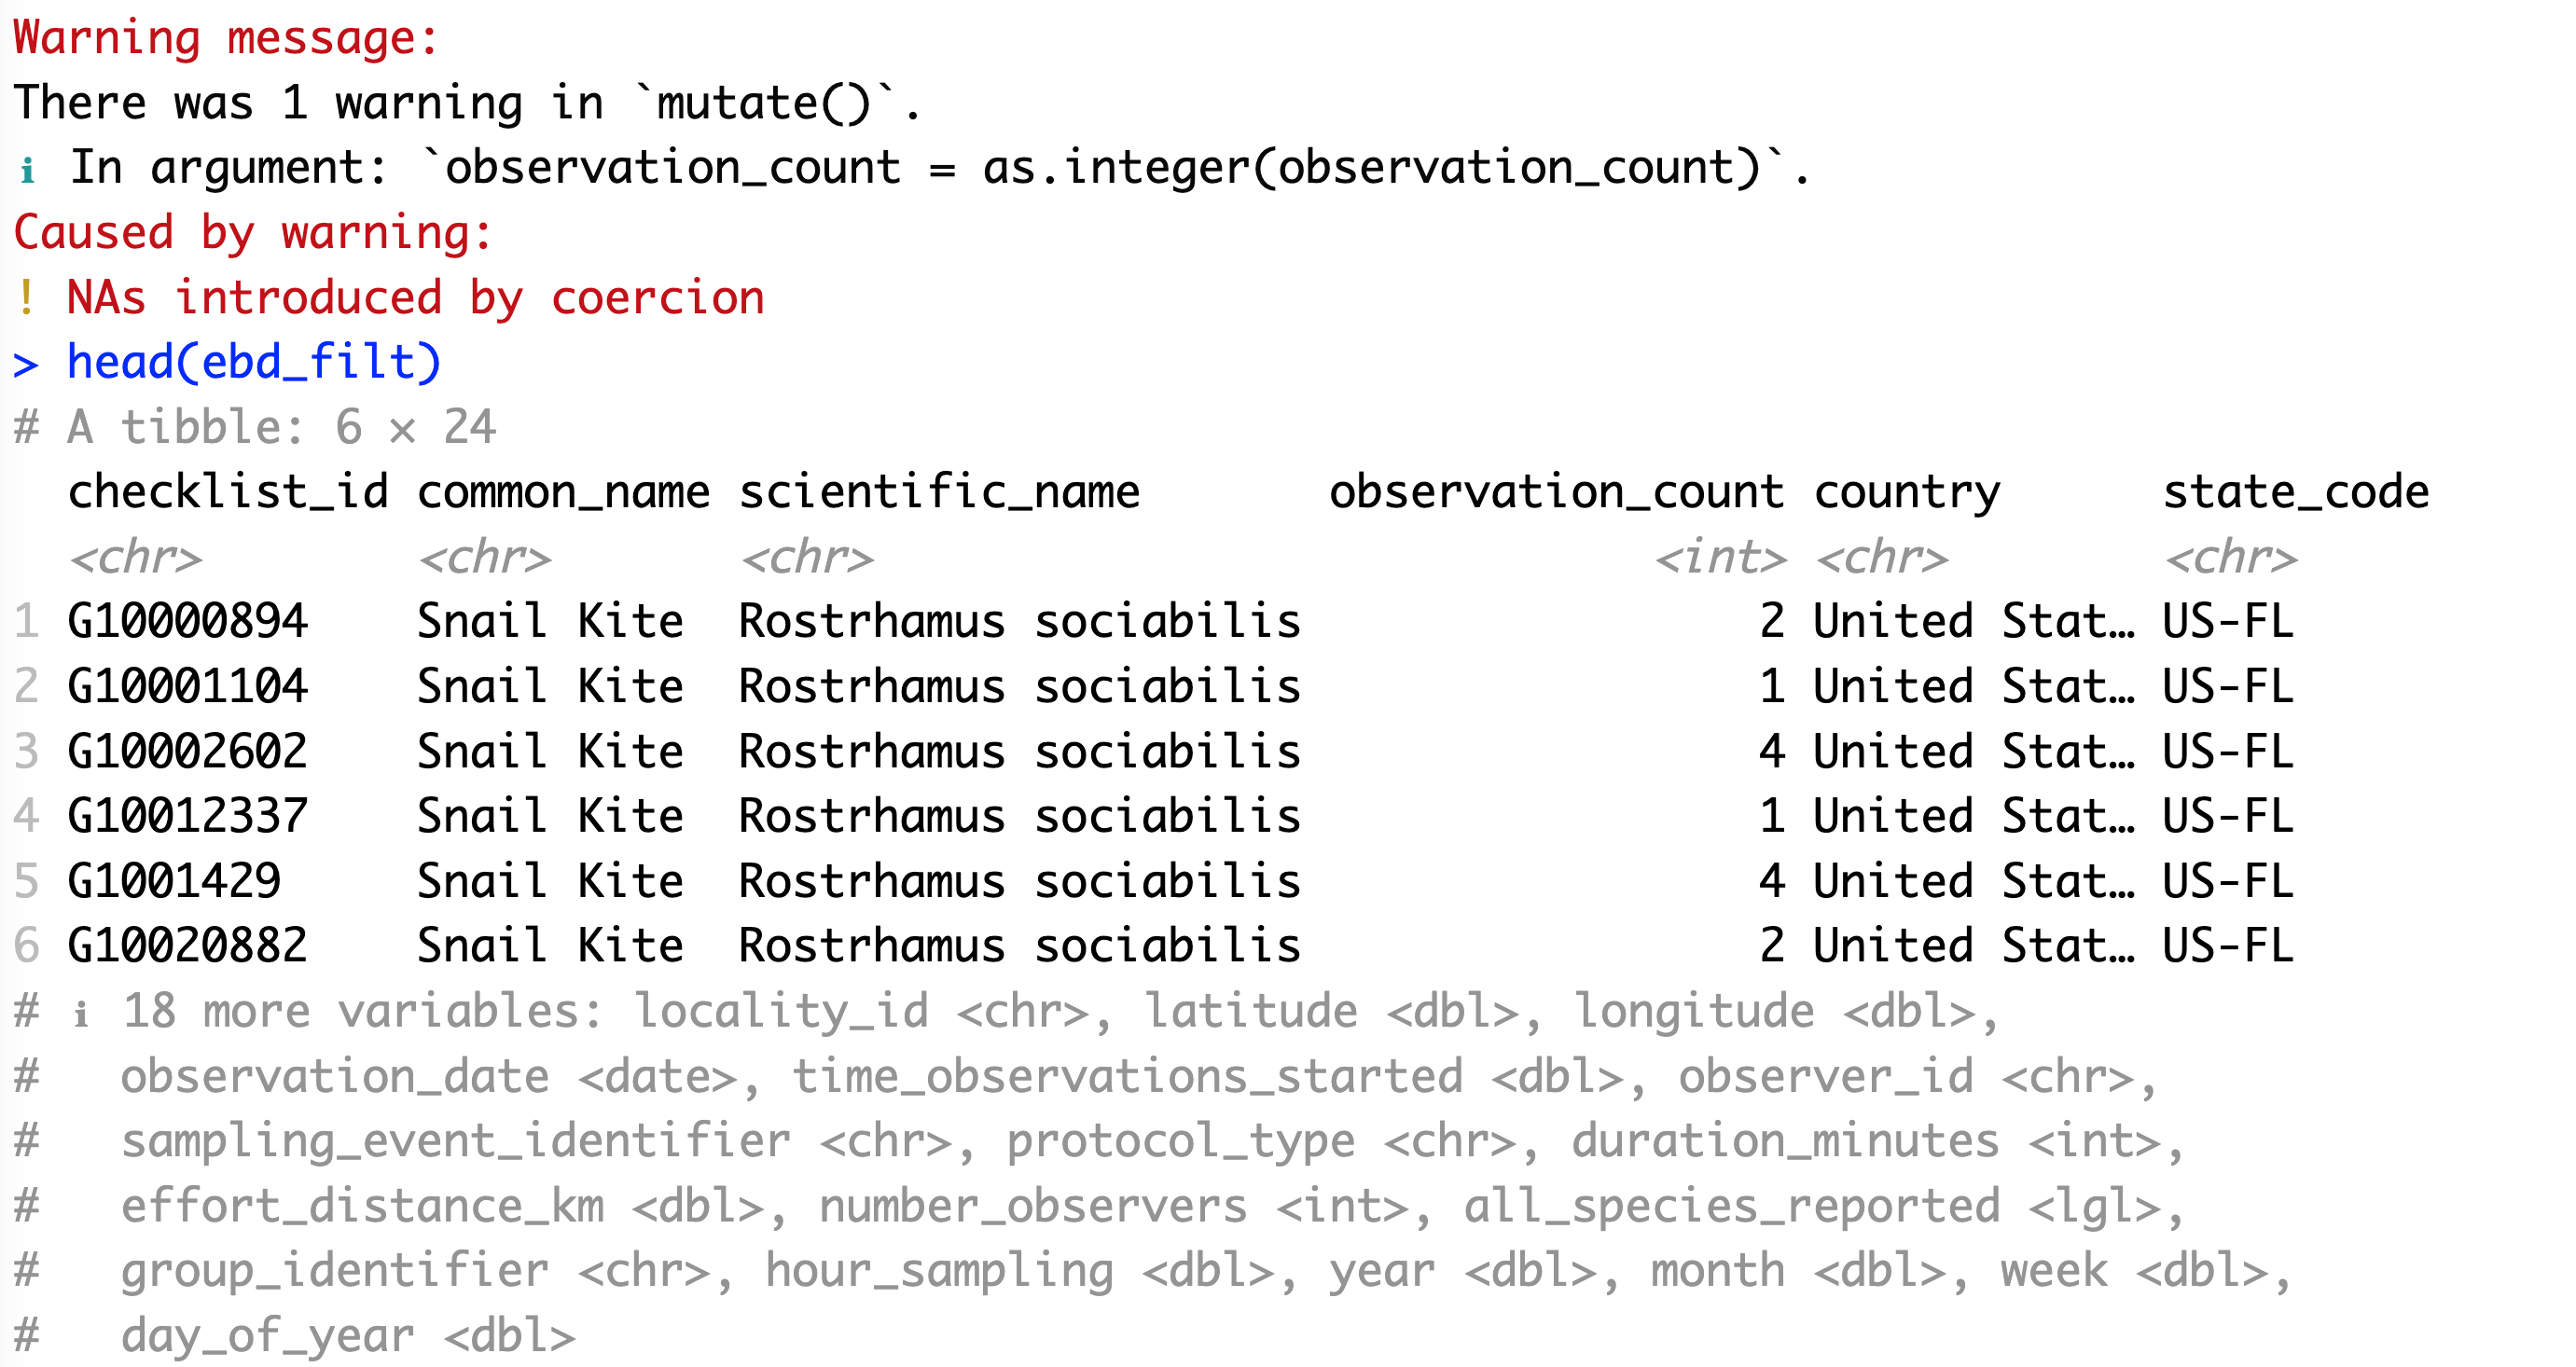 Warning message:
There was 1 warning in `mutate()`.
ℹ In argument: `observation_count = as.integer(observation_count)`.
Caused by warning:
! NAs introduced by coercion
> head(ebd_filt)
# A tibble: 6 × 24
  checklist_id common_name scientific_name       observation_count country      state_code
  <chr>        <chr>       <chr>                             <int> <chr>        <chr>
1 G10000894    Snail Kite  Rostrhamus sociabilis                 2 United Stat… US-FL
2 G10001104    Snail Kite  Rostrhamus sociabilis                 1 United Stat… US-FL
3 G10002602    Snail Kite  Rostrhamus sociabilis                 4 United Stat… US-FL
4 G10012337    Snail Kite  Rostrhamus sociabilis                 1 United Stat… US-FL
5 G1001429     Snail Kite  Rostrhamus sociabilis                 4 United Stat… US-FL
6 G10020882    Snail Kite  Rostrhamus sociabilis                 2 United Stat… US-FL
# ℹ 18 more variables: locality_id <chr>, latitude <dbl>, longitude <dbl>,
#   observation_date <date>, time_observations_started <dbl>, observer_id <chr>,
#   sampling_event_identifier <chr>, protocol_type <chr>, duration_minutes <int>,
#   effort_distance_km <dbl>, number_observers <int>, all_species_reported <lgl>,
#   group_identifier <chr>, hour_sampling <dbl>, year <dbl>, month <dbl>, week <dbl>,
#   day_of_year <dbl>